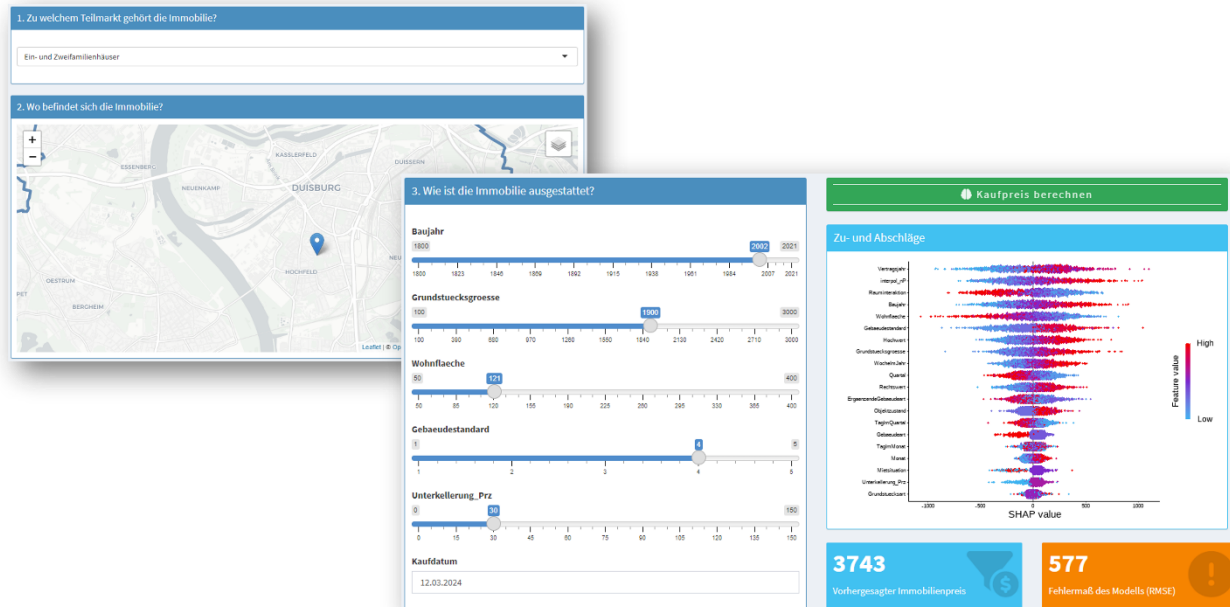 1. Zu welchem Teilmarkt gehört die Immobilie?
Ein- und Zweifamilienhäuser
2. Wo befindet sich die Immobilie?
+
−
KASSLERFELD
ESSENBERG
DUISSERN
NEUENKAMP
DUISBURG
HOCHFELD
OESTRUM
BERGHEIM
Leaflet | ©
3. Wie ist die Immobilie ausgestattet?
Baujahr
1800 2002 2021
1800 1823 1846 1869 1892 1915 1938 1961 1984 2007 2021
Grundstuecksgroesse
100 1900 3000
100 390 680 970 1260 1550 1840 2130 2420 2710 3000
Wohnflaeche
50 121 400
50 85 120 155 190 225 260 295 330 365 400
Gebaeudestandard
1 4 5
1 2 3 4 5
Unterkellerung_Prz
0 30 150
0 15 30 45 60 75 90 105 120 135 150
Kaufdatum
12.03.2024
Kaufpreis berechnen
Zu- und Abschläge
Vertragsjahr
interpol_nP
Rauminteraktion
Baujahr
Wohnflaeche
Gebaeudestandard
Hochwert
Grundstuecksgroesse
WocheImJahr
Quartal
Rechtswert
ErgaenzendeGebaeudeart
Objektzustand
TagImQuartal
Gebaeudeart
TagImMonat
Monat
Mietsituation
Unterkellerung_Prz
Grundstuecksart
-1000 -500 0 500 1000
SHAP value
High
Feature value
Low
3743
Vorhergesagter Immobilienpreis
577
Fehlermaß des Modells (RMSE)